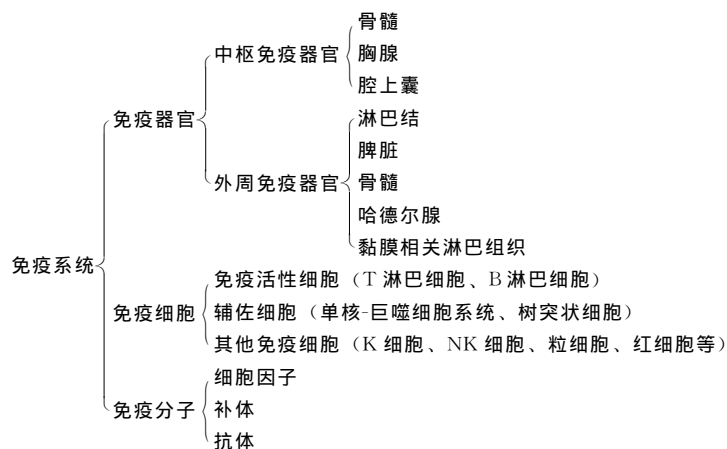 骨髓
中枢免疫器官
胸腺
腔上囊
免疫器官
淋巴结
脾脏
外周免疫器官
骨髓
哈德尔腺
黏膜相关淋巴组织
免疫系统
免疫活性细胞（T 淋巴细胞、B 淋巴细胞）
免疫细胞
辅佐细胞（单核-巨噬细胞系统、树突状细胞）
其他免疫细胞（K 细胞、NK 细胞、粒细胞、红细胞等）
细胞因子
免疫分子
补体
抗体